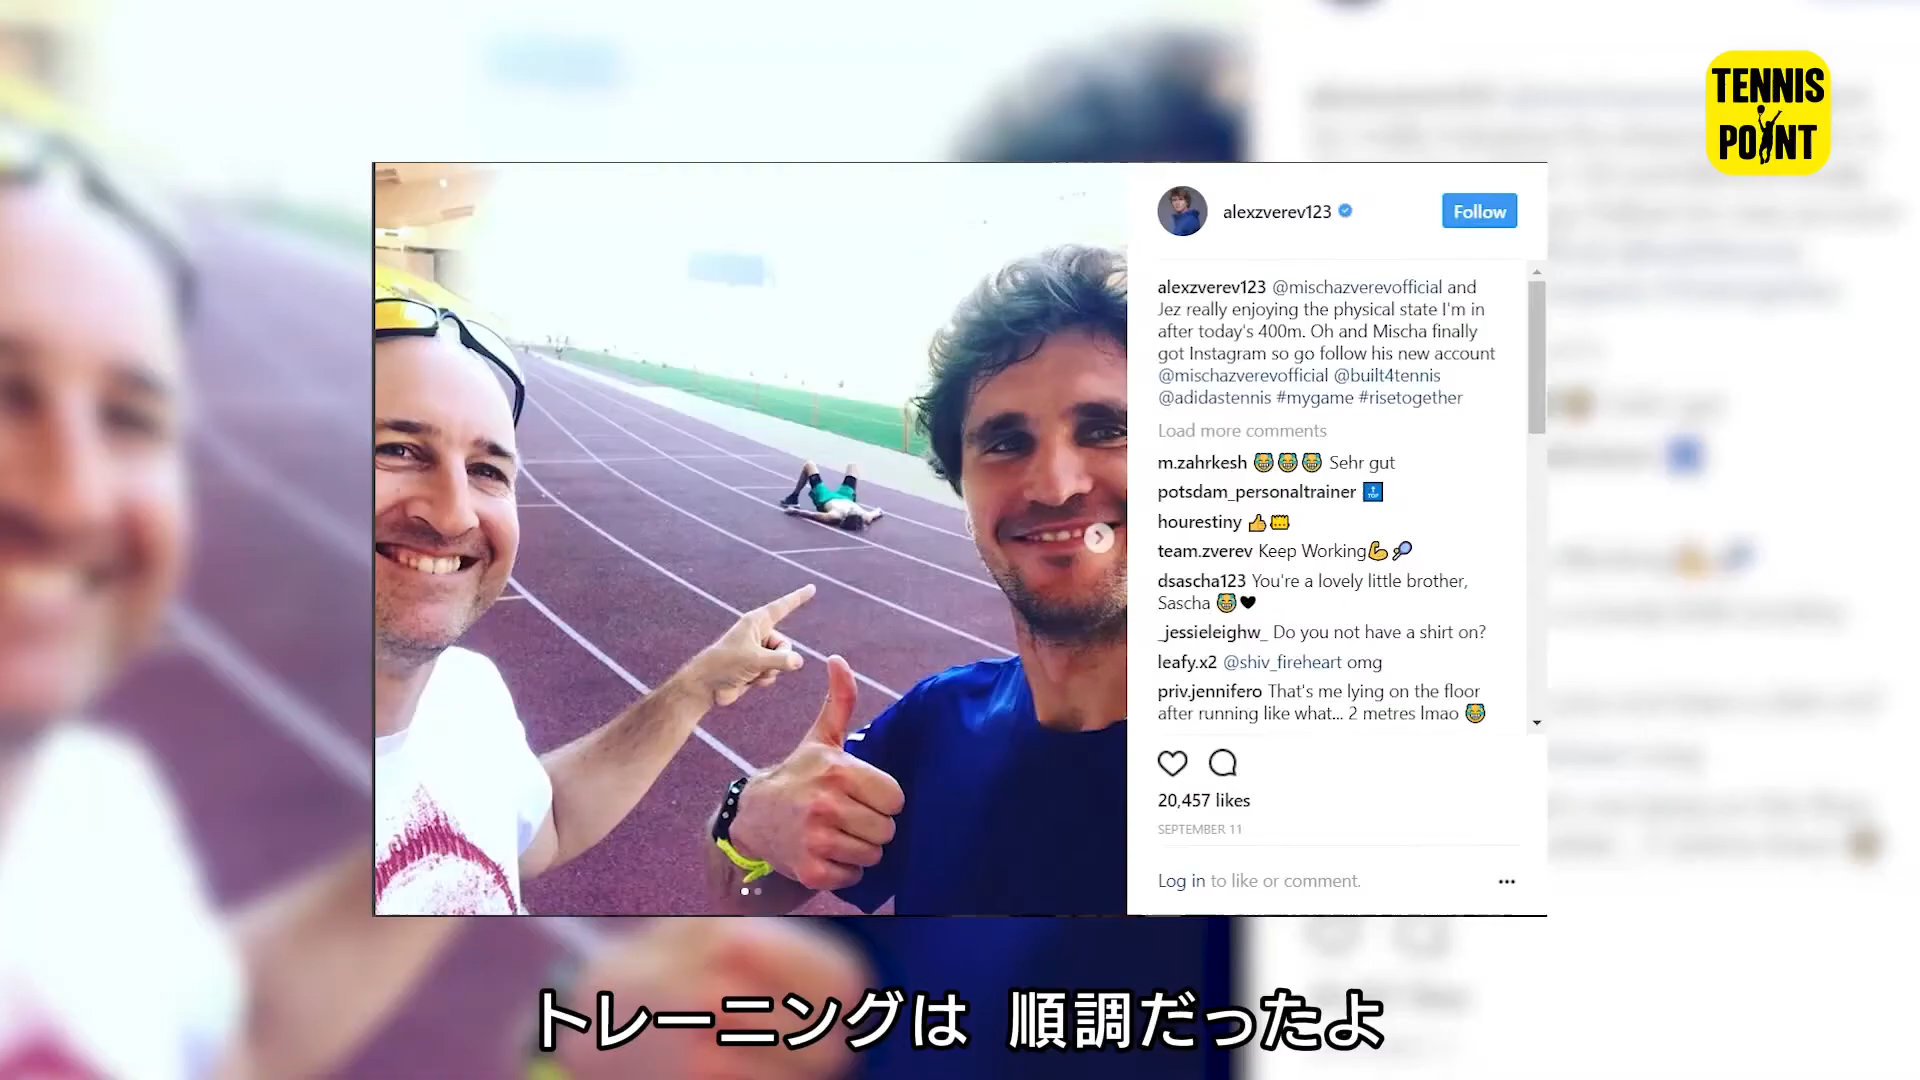 TENNIS
POINT
alexzverev123
Follow
alexzverev123 @mischazverevofficial and
Jez really enjoying the physical state I'm in
after today's 400m. Oh and Mischa finally
got Instagram so go follow his new account
@mischazverevofficial @built4tennis
@adidastennis #mygame #risetogether
Load more comments
m.zahrkesh Sehr gut
potsdam_personaltrainer TOP
hourestiny
team.zverev Keep Working
dsascha123 You're a lovely little brother,
Sascha
_jessieleighw_ Do you not have a shirt on?
leafy.x2 @shiv_fireheart omg
priv.jennifero That's me lying on the floor
after running like what... 2 metres lmao
20,457 likes
SEPTEMBER 11
Log in to like or comment.
トレーニングは 順調だったよ